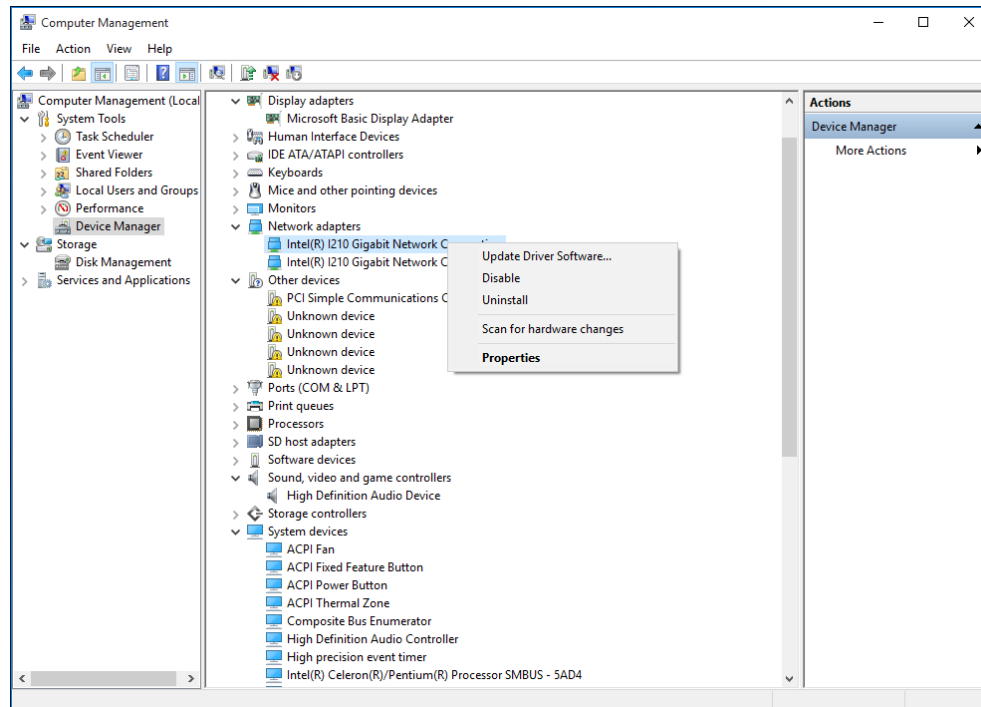 Computer Management
File Action View Help
Computer Management (Local
System Tools
Task Scheduler
Event Viewer
Shared Folders
Local Users and Groups
Performance
Device Manager
Storage
Disk Management
Services and Applications
Display adapters
Microsoft Basic Display Adapter
Human Interface Devices
IDE ATA/ATAPI controllers
Keyboards
Mice and other pointing devices
Monitors
Network adapters
Intel(R) I210 Gigabit Network
Intel(R) I210 Gigabit Network C
Other devices
PCI Simple Communications C
Unknown device
Unknown device
Unknown device
Unknown device
Ports (COM & LPT)
Print queues
Processors
SD host adapters
Software devices
Sound, video and game controllers
High Definition Audio Device
Storage controllers
System devices
ACPI Fan
ACPI Fixed Feature Button
ACPI Power Button
ACPI Thermal Zone
Composite Bus Enumerator
High Definition Audio Controller
High precision event timer
Intel(R) Celeron(R)/Pentium(R) Processor SMBUS - 5AD4
Update Driver Software...
Disable
Uninstall
Scan for hardware changes
Properties
Actions
Device Manager
More Actions